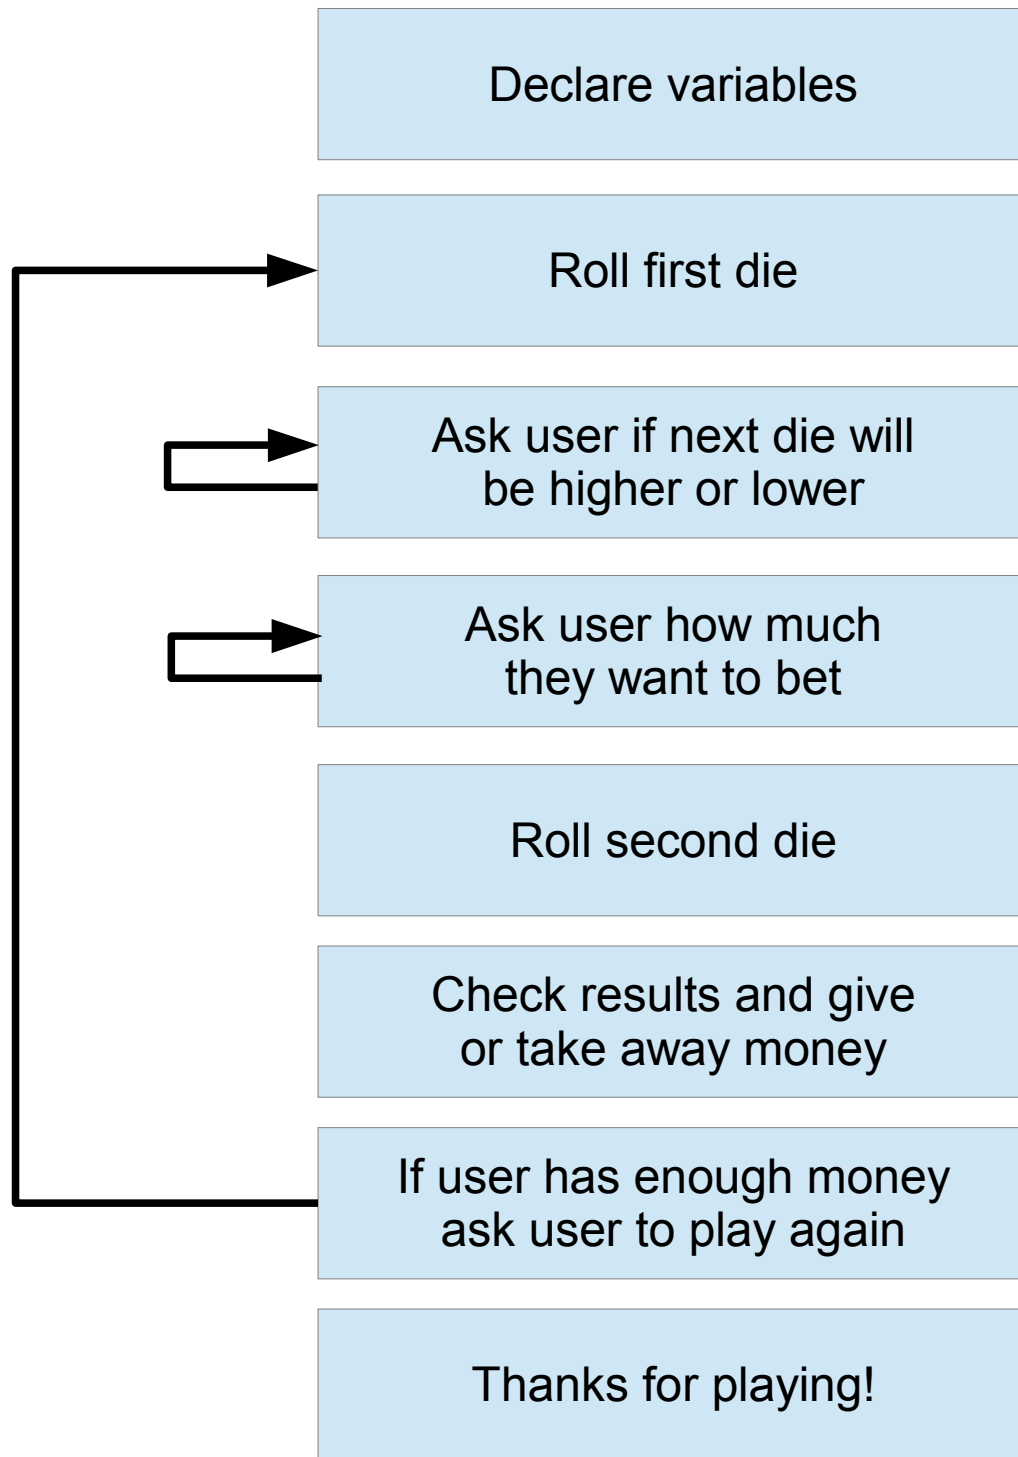 Declare variables
Roll first die
Ask user if next die will
be higher or lower
Ask user how much
they want to bet
Roll second die
Check results and give
or take away money
If user has enough money
ask user to play again
Thanks for playing!